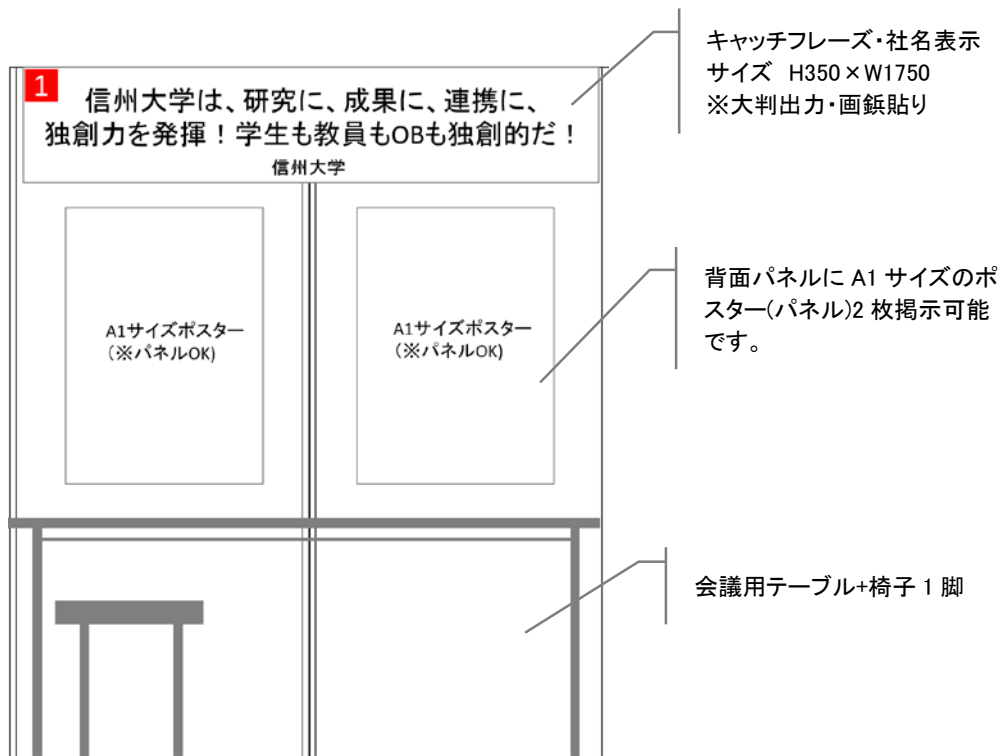 1
信州大学は、研究に、成果に、連携に、
独創力を発揮！学生も教員もOBも独創的だ！
信州大学
キャッチフレーズ・社名表示
サイズ　H350×W1750
※大判出力・画鋲貼り
A1サイズポスター
（※パネルOK)
A1サイズポスター
（※パネルOK)
背面パネルに A1 サイズのポ
スター(パネル)2 枚掲示可能
です。
会議用テーブル+椅子 1 脚